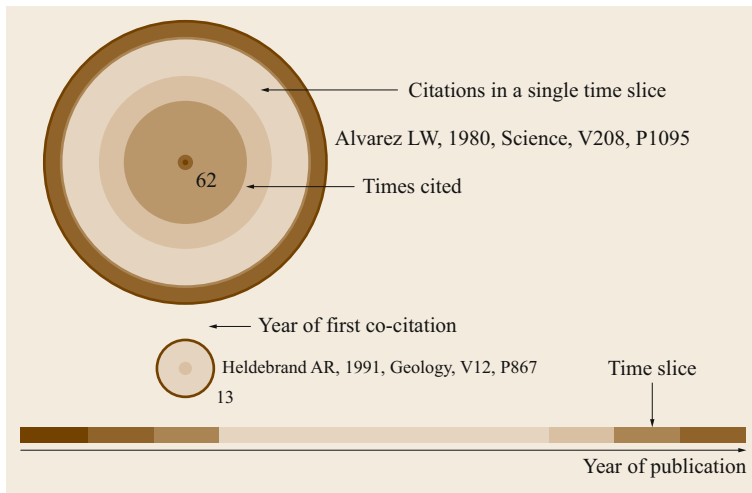 Citations in a single time slice
Alvarez LW, 1980, Science, V208, P1095
62
Times cited
Year of first co-citation
Heldebrand AR, 1991, Geology, V12, P867
13
Time slice
Year of publication